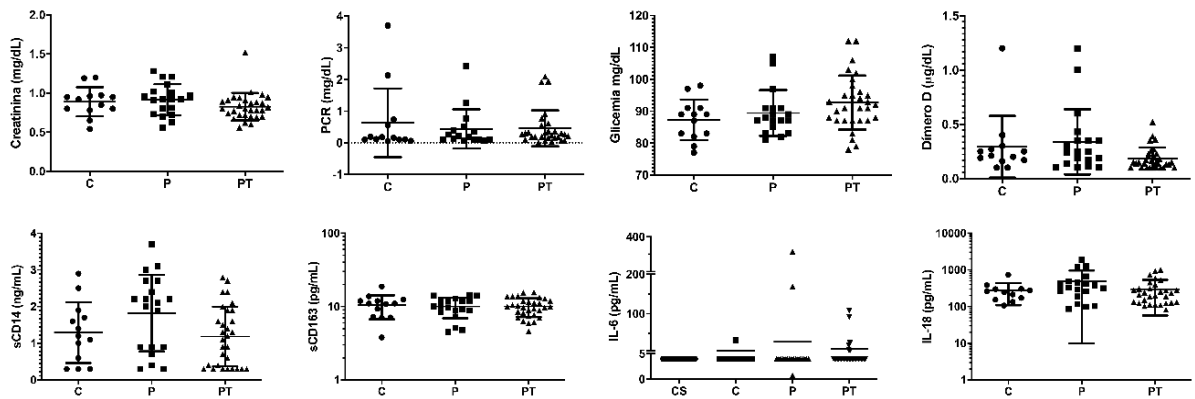 Creatinina (mg/dL)
2.0
1.5
1.0
0.5
0.0
C P PT
PCR (mg/dL)
4
3
2
1
0
-1
C P PT
Glicemia mg/dL
120
110
100
90
80
70
C P PT
Dimero D (µg/dL)
1.5
1.0
0.5
0.0
C P PT
sCD14 (ng/mL)
4
3
2
1
0
C P PT
sCD163 (pg/mL)
100
10
1
C P PT
IL-6 (pg/mL)
400
200
100
5
0
CS C P PT
IL-18 (pg/mL)
10000
1000
100
10
1
C P PT